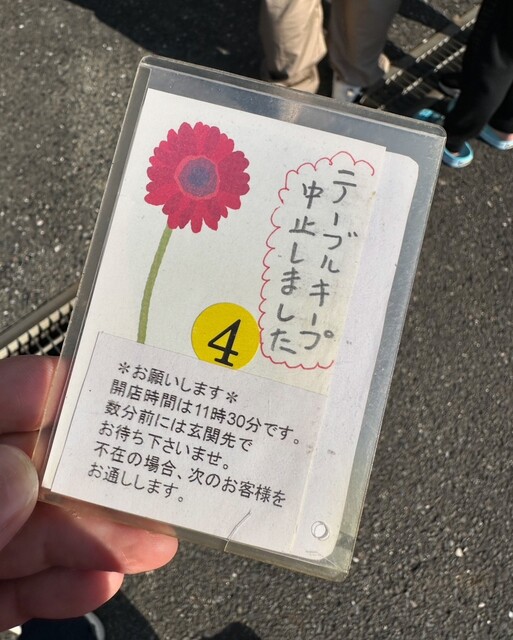 テーブルキープ
中止しました
4
＊お願いします＊
開店時間は11時30分です。
数分前には玄関先で
お待ち下さいませ。
不在の場合、次のお客様を
お通しします。